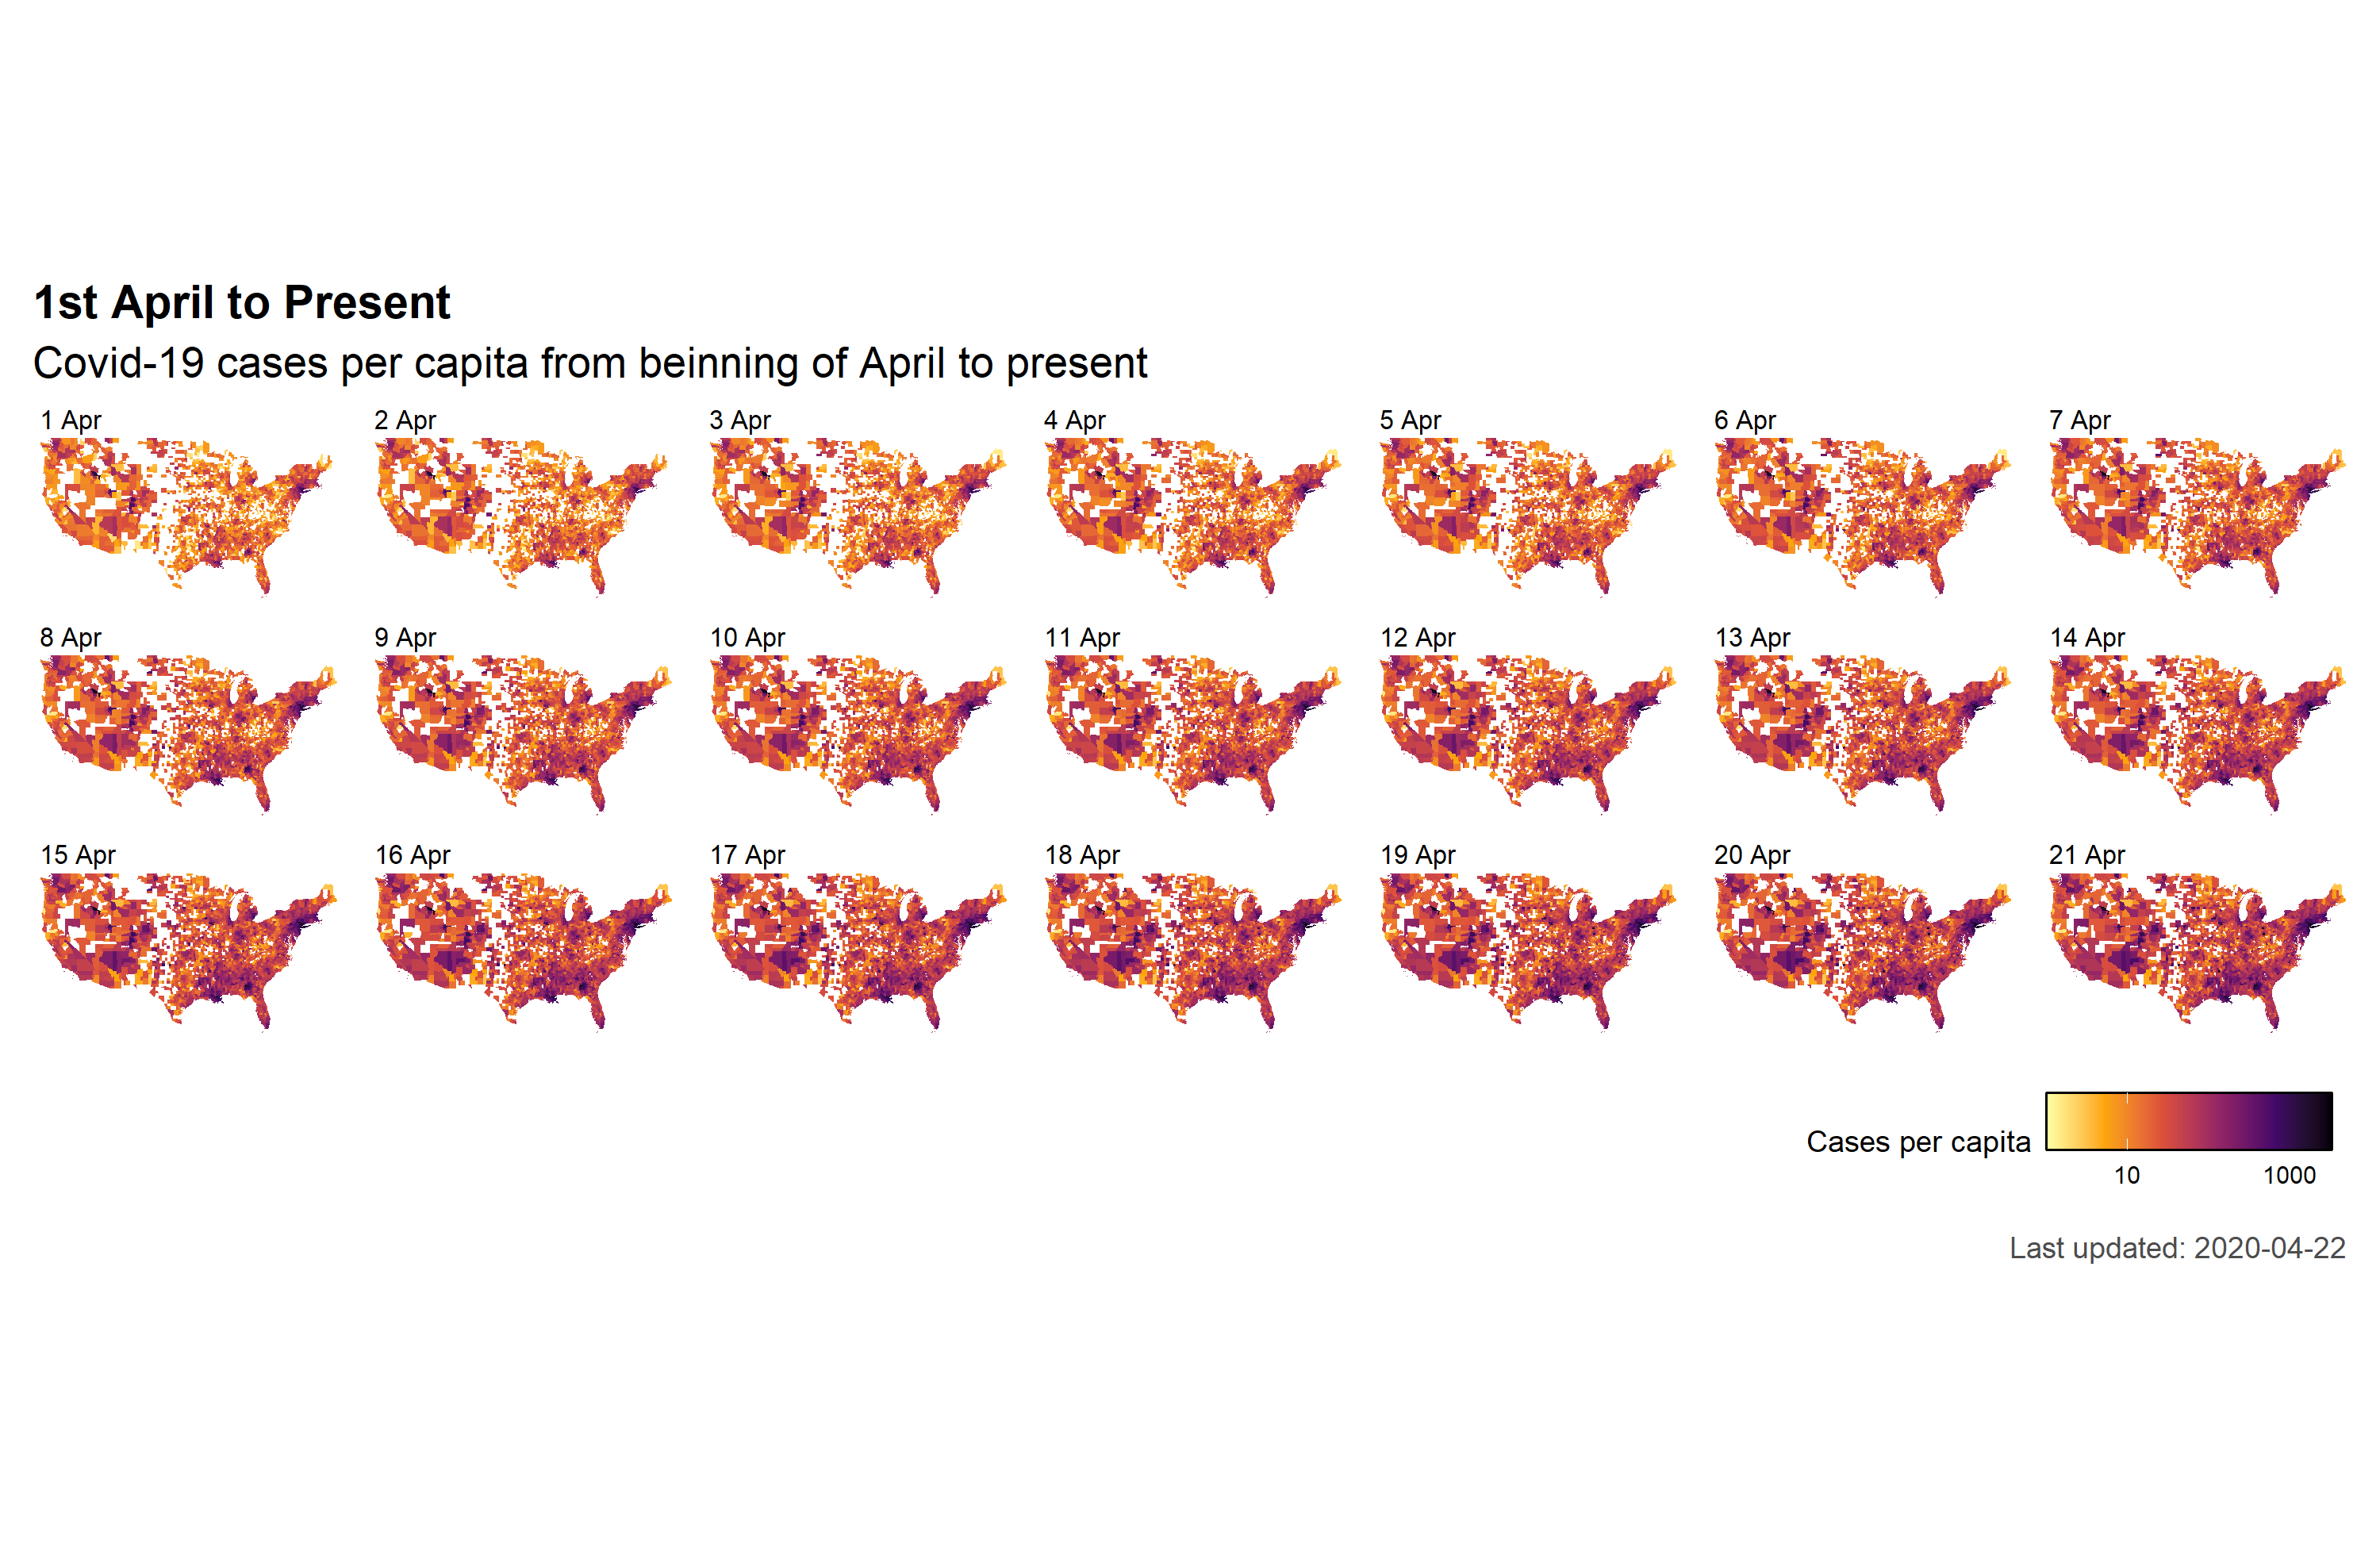 1st April to Present
Covid-19 cases per capita from beinning of April to present
1 Apr 2 Apr 3 Apr 4 Apr 5 Apr 6 Apr 7 Apr
8 Apr 9 Apr 10 Apr 11 Apr 12 Apr 13 Apr 14 Apr
15 Apr 16 Apr 17 Apr 18 Apr 19 Apr 20 Apr 21 Apr
Cases per capita
10 1000
Last updated: 2020-04-22